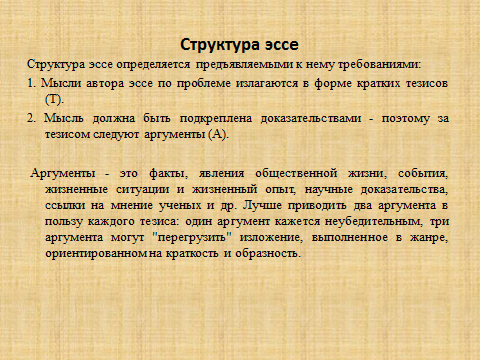 Структура эссе
Структура эссе определяется предъявляемыми к нему требованиями:
1. Мысли автора эссе по проблеме излагаются в форме кратких тезисов
(Т).
2. Мысль должна быть подкреплена доказательствами - поэтому за
тезисом следуют аргументы (А).
Аргументы - это факты, явления общественной жизни, события,
жизненные ситуации и жизненный опыт, научные доказательства,
ссылки на мнение ученых и др. Лучше приводить два аргумента в
пользу каждого тезиса: один аргумент кажется неубедительным, три
аргумента могут "перегрузить" изложение, выполненное в жанре,
ориентированном на краткость и образность.